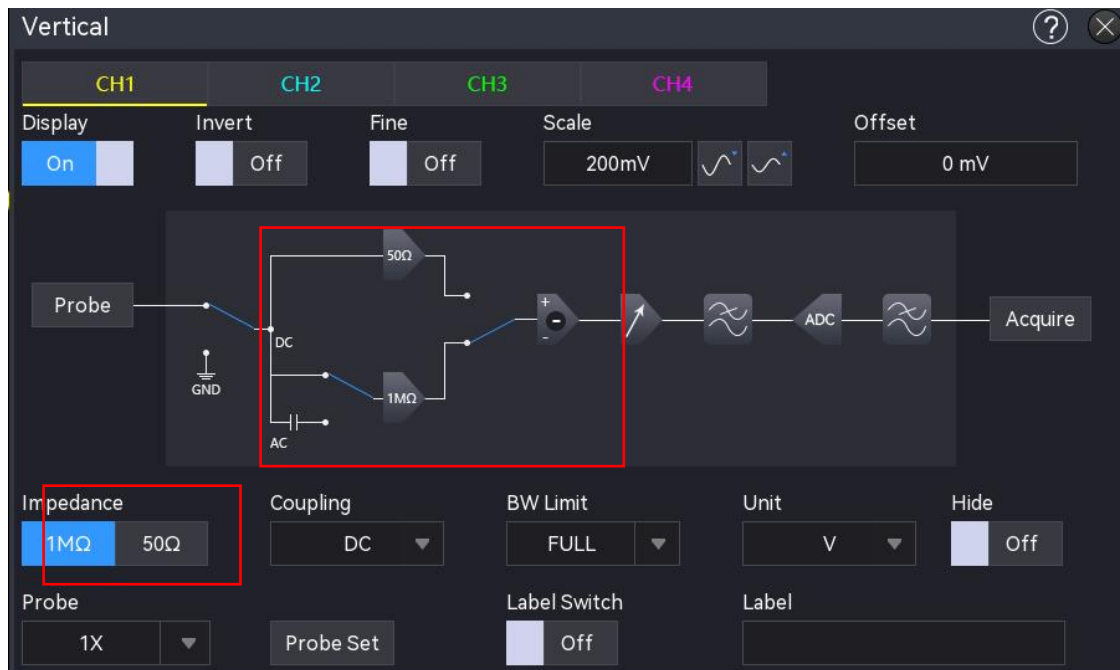 Vertical
?
CH1 CH2 CH3 CH4
Display Invert Fine Scale Offset
On Off Off 200mV 0 mV
50Ω
Probe + - DC ADC Acquire
GND
1MΩ
AC
Impedance Coupling BW Limit Unit Hide
1MΩ 50Ω DC FULL V Off
Probe Label Switch Label
1X Probe Set Off